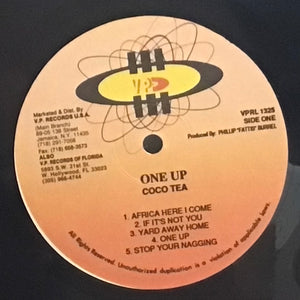 VP
Marketed & Dist. By
V.P. RECORDS U.S.A.
(Main Branch)
89-05 138 Street
Jamaica, N.Y. 11435
(718) 291-7058
Fax: (718) 658-3573
ALSO
V.P. RECORDS OF FLORIDA
5893 S.W. 21st St.
W. Hollywood, FL 33023
(305) 966-4744
VPRL 1325
SIDE ONE
Produced By: PHILLIP "FATTIS" BURREL
ONE UP
COCO TEA
1. AFRICA HERE I COME
2. IF IT'S NOT YOU
3. YARD AWAY HOME
4. ONE UP
5. STOP YOUR NAGGING
All Rights Reserved. Unauthorized duplication is a violation of applicable laws.